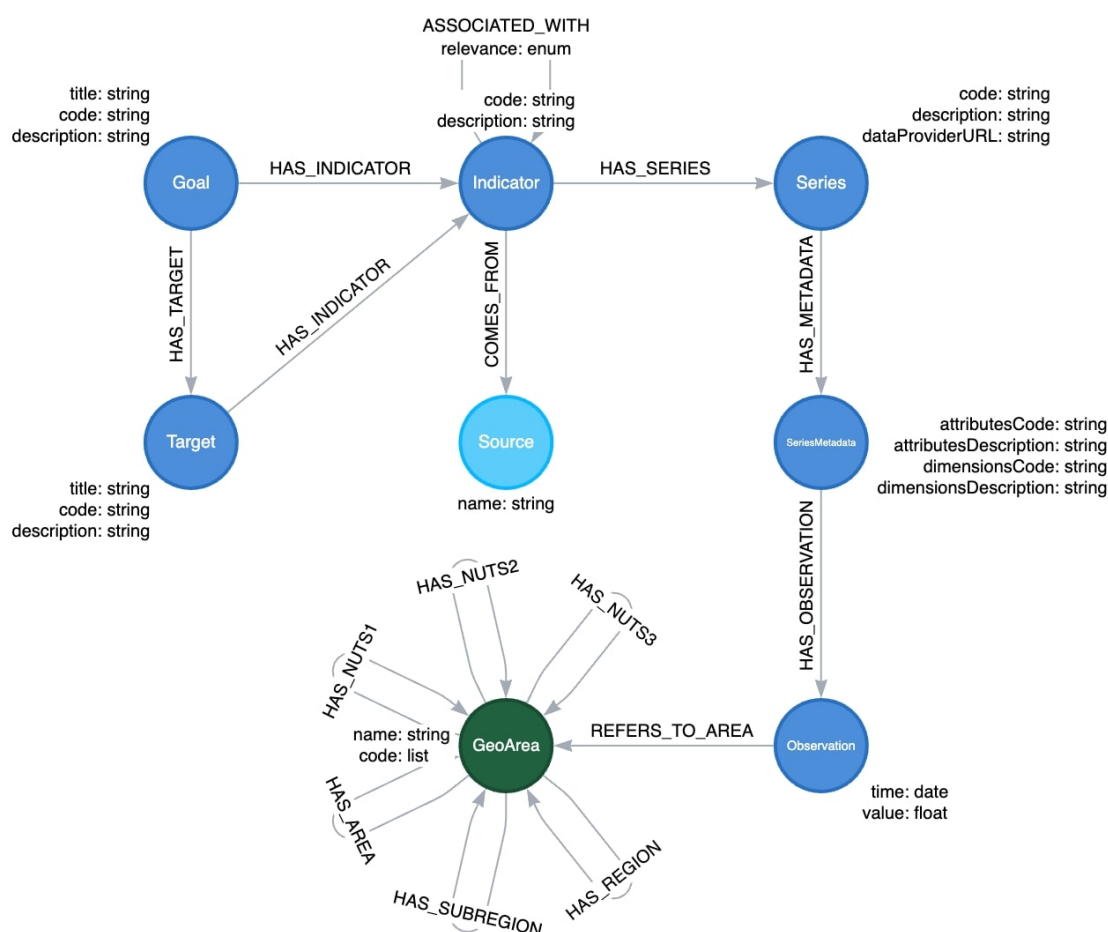 ASSOCIATED_WITH
relevance: enum
title: string
code: string
description: string
code: string
description: string
code: string
description: string
dataProviderURL: string
Goal
HAS_INDICATOR
Indicator
HAS_SERIES
Series
HAS_TARGET
HAS_INDICATOR
COMES_FROM
HAS_METADATA
Target
title: string
code: string
description: string
Source
name: string
SeriesMetadata
attributesCode: string
attributesDescription: string
dimensionsCode: string
dimensionsDescription: string
HAS_OBSERVATION
HAS_NUTS2
HAS_NUTS3
HAS_NUTS1
name: string
code: list
GeoArea
REFERS_TO_AREA
Observation
time: date
value: float
HAS_AREA
HAS_SUBREGION
HAS_REGION